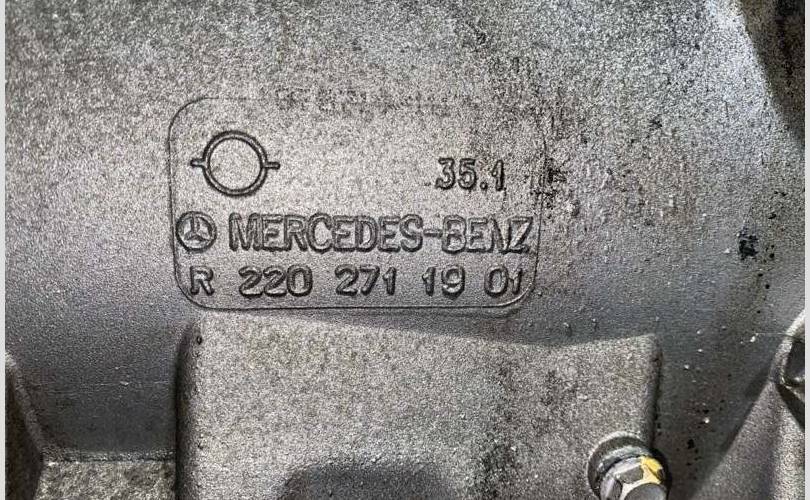 35.1
MERCEDES-BENZ
R 220 271 19 01